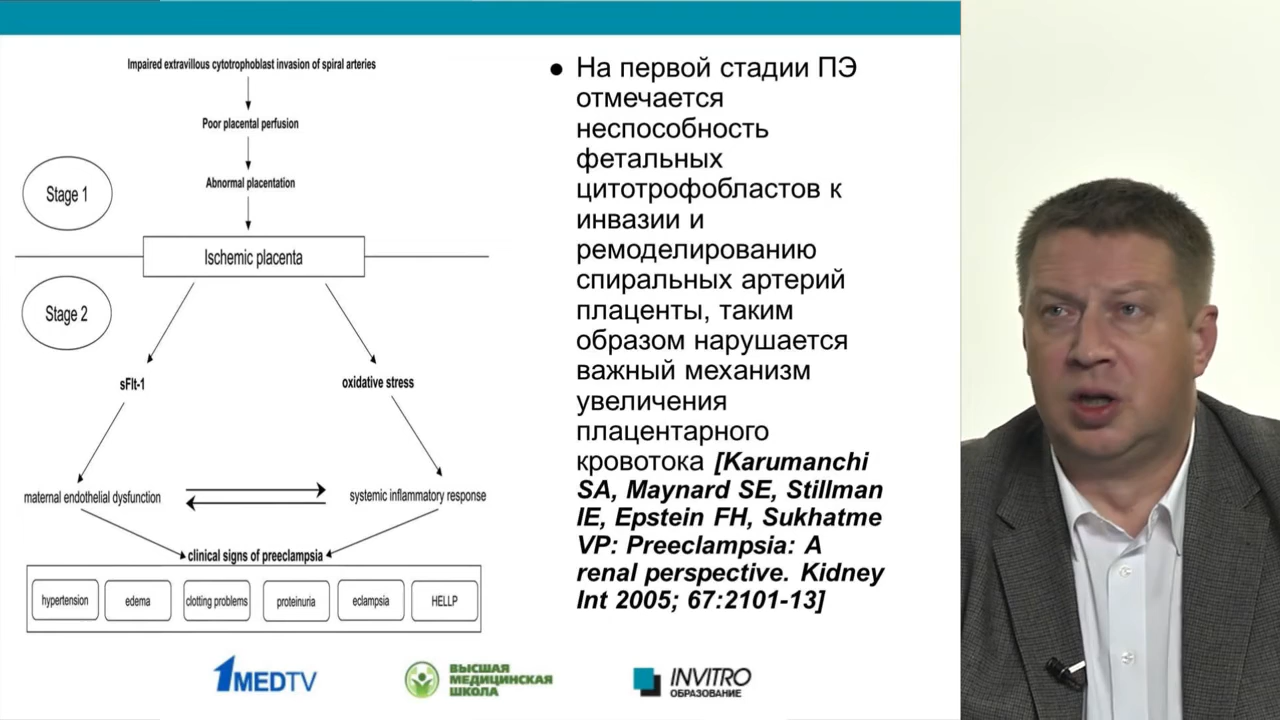 Impaired extravillous cytotrophoblast invasion of spiral arteries
Poor placental perfusion
Abnormal placentation
Stage 1
Ischemic placenta
Stage 2
sFlt-1
oxidative stress
maternal endothelial dysfunction
systemic inflammatory response
clinical signs of preeclampsia
hypertension
edema
clotting problems
proteinuria
eclampsia
HELLP
● На первой стадии ПЭ
отмечается
неспособность
фетальных
цитотрофобластов к
инвазии и
ремоделированию
спиральных артерий
плаценты, таким
образом нарушается
важный механизм
увеличения
плацентарного
кровотока [Karumanchi
SA, Maynard SE, Stillman
IE, Epstein FH, Sukhatme
VP: Preeclampsia: A
renal perspective. Kidney
Int 2005; 67:2101-13]
1MEDTV
ВЫСШАЯ
МЕДИЦИНСКАЯ
ШКОЛА
INVITRO
ОБРАЗОВАНИЕ